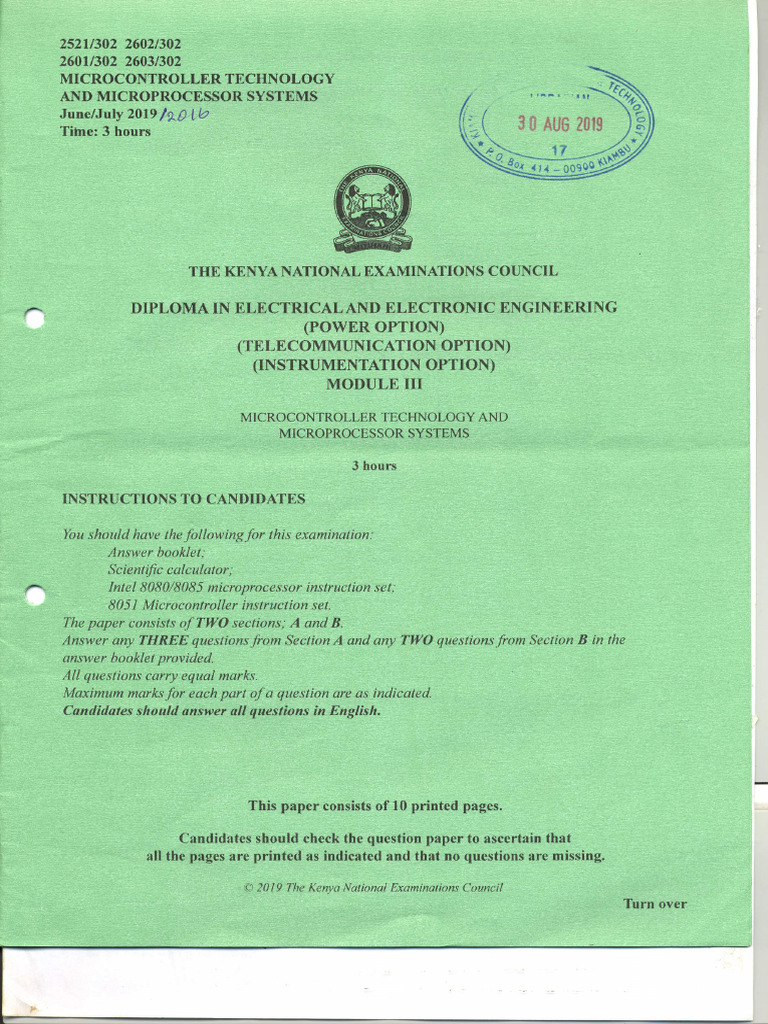 2521/302 2602/302
2601/302 2603/302
MICROCONTROLLER TECHNOLOGY
AND MICROPROCESSOR SYSTEMS
June/July 2019 /2016
Time: 3 hours
TECHNOLOGY
30 AUG 2019
17
P. O. Box 414 - 00900 KIAMBU
THE KENYA NATIONAL
THE KENYA NATIONAL EXAMINATIONS COUNCIL
DIPLOMA IN ELECTRICAL AND ELECTRONIC ENGINEERING
(POWER OPTION)
(TELECOMMUNICATION OPTION)
(INSTRUMENTATION OPTION)
MODULE III
MICROCONTROLLER TECHNOLOGY AND
MICROPROCESSOR SYSTEMS
3 hours
INSTRUCTIONS TO CANDIDATES
You should have the following for this examination:
Answer booklet;
Scientific calculator;
Intel 8080/8085 microprocessor instruction set;
8051 Microcontroller instruction set.
The paper consists of TWO sections; A and B.
Answer any THREE questions from Section A and any TWO questions from Section B in the
answer booklet provided.
All questions carry equal marks.
Maximum marks for each part of a question are as indicated.
Candidates should answer all questions in English.
This paper consists of 10 printed pages.
Candidates should check the question paper to ascertain that
all the pages are printed as indicated and that no questions are missing.
© 2019 The Kenya National Examinations Council
Turn over